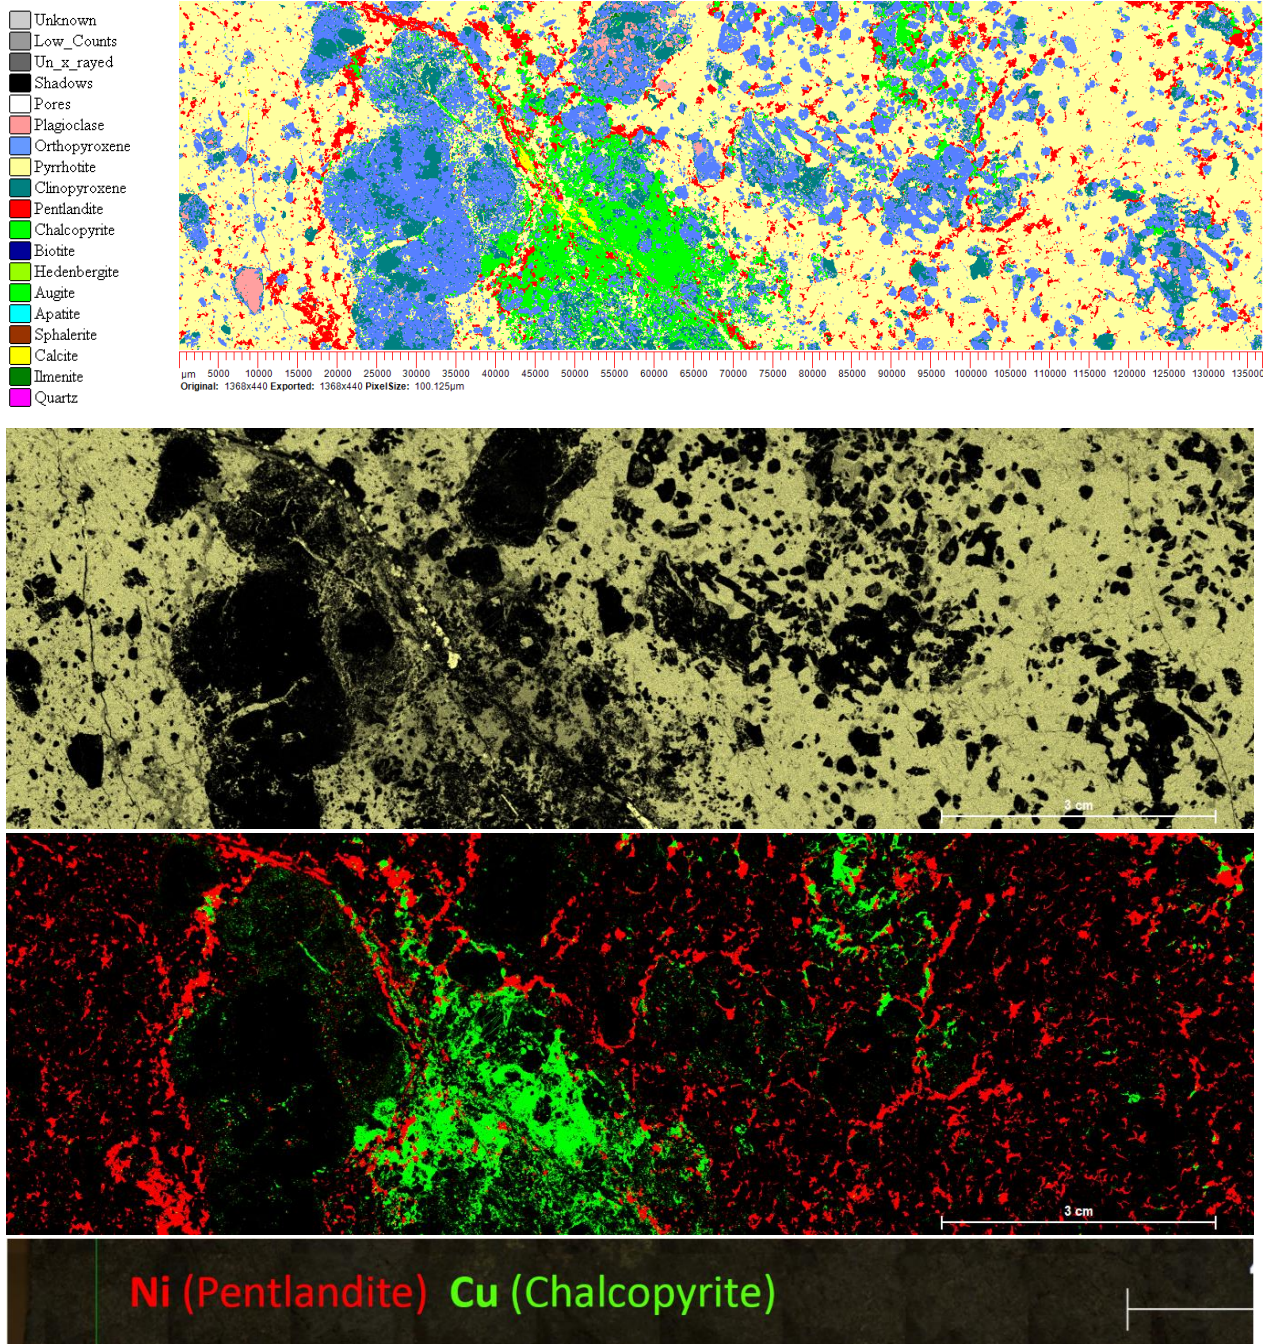 Unknown
Low_Counts
Un_x_rayed
Shadows
Pores
Plagioclase
Orthopyroxene
Pyrrhotite
Clinopyroxene
Pentlandite
Chalcopyrite
Biotite
Hedenbergite
Augite
Apatite
Sphalerite
Calcite
Ilmenite
Quartz
µm 5000 10000 15000 20000 25000 30000 35000 40000 45000 50000 55000 60000 65000 70000 75000 80000 85000 90000 95000 100000 105000 110000 115000 120000 125000 130000 135000
Original: 1368x440 Exported: 1368x440 PixelSize: 100.125µm
3 cm
3 cm
Ni (Pentlandite) Cu (Chalcopyrite)